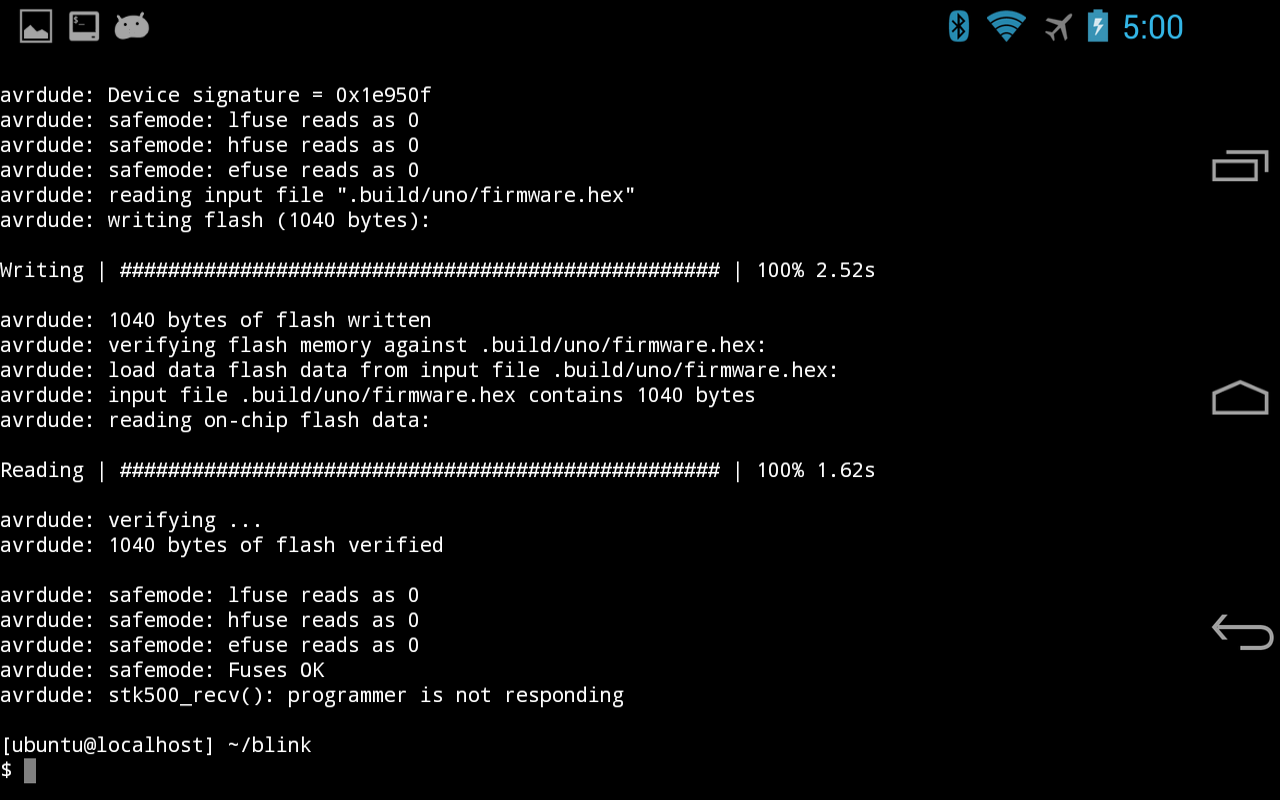 5:00
avrdude: Device signature = 0x1e950f
avrdude: safemode: lfuse reads as 0
avrdude: safemode: hfuse reads as 0
avrdude: safemode: efuse reads as 0
avrdude: reading input file ".build/uno/firmware.hex"
avrdude: writing flash (1040 bytes):
Writing | ################################################## | 100% 2.52s
avrdude: 1040 bytes of flash written
avrdude: verifying flash memory against .build/uno/firmware.hex:
avrdude: load data flash data from input file .build/uno/firmware.hex:
avrdude: input file .build/uno/firmware.hex contains 1040 bytes
avrdude: reading on-chip flash data:
Reading | ################################################## | 100% 1.62s
avrdude: verifying ...
avrdude: 1040 bytes of flash verified
avrdude: safemode: lfuse reads as 0
avrdude: safemode: hfuse reads as 0
avrdude: safemode: efuse reads as 0
avrdude: safemode: Fuses OK
avrdude: stk500_recv(): programmer is not responding
[ubuntu@localhost] ~/blink
$